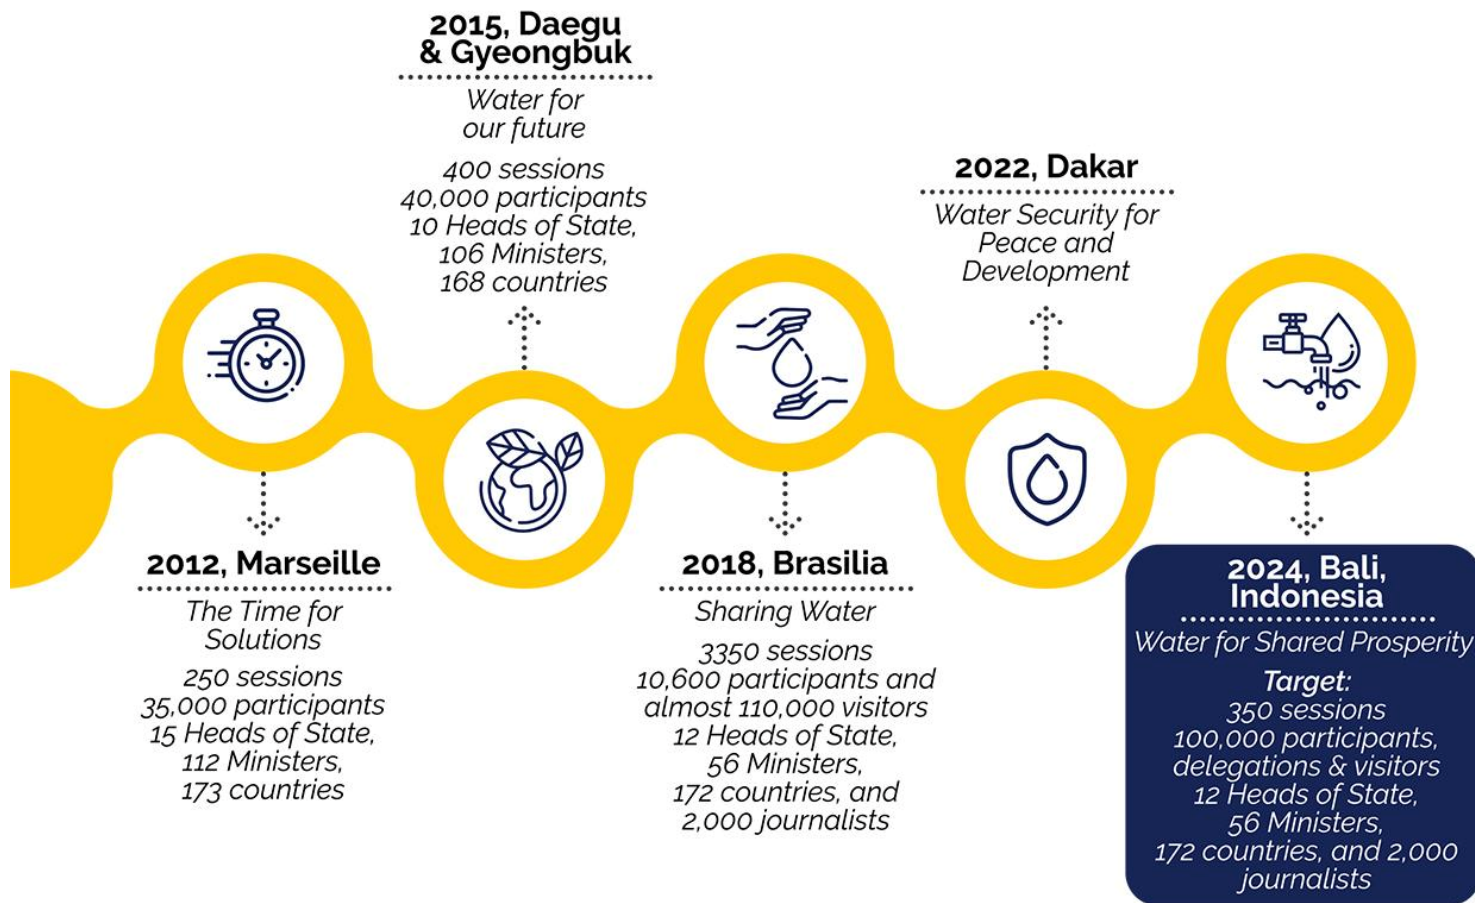 2015, Daegu
& Gyeongbuk
Water for
our future
400 sessions
40,000 participants
10 Heads of State,
106 Ministers,
168 countries
2022, Dakar
Water Security for
Peace and
Development
2012, Marseille
The Time for
Solutions
250 sessions
35,000 participants
15 Heads of State,
112 Ministers,
173 countries
2018, Brasilia
Sharing Water
3350 sessions
10,600 participants and
almost 110,000 visitors
12 Heads of State,
56 Ministers,
172 countries, and
2,000 journalists
2024, Bali,
Indonesia
Water for Shared Prosperity
Target:
350 sessions
100,000 participants,
delegations & visitors
12 Heads of State,
56 Ministers,
172 countries, and 2,000
journalists